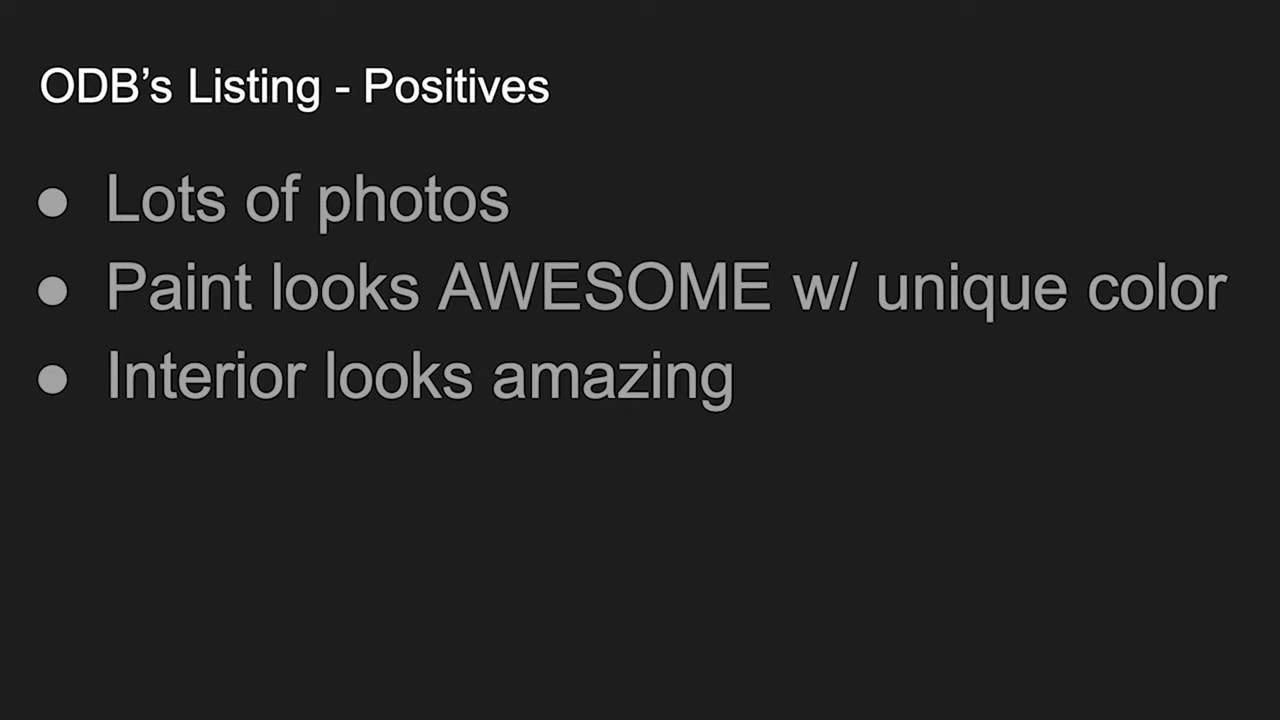 ODB’s Listing - Positives
● Lots of photos
● Paint looks AWESOME w/ unique color
● Interior looks amazing